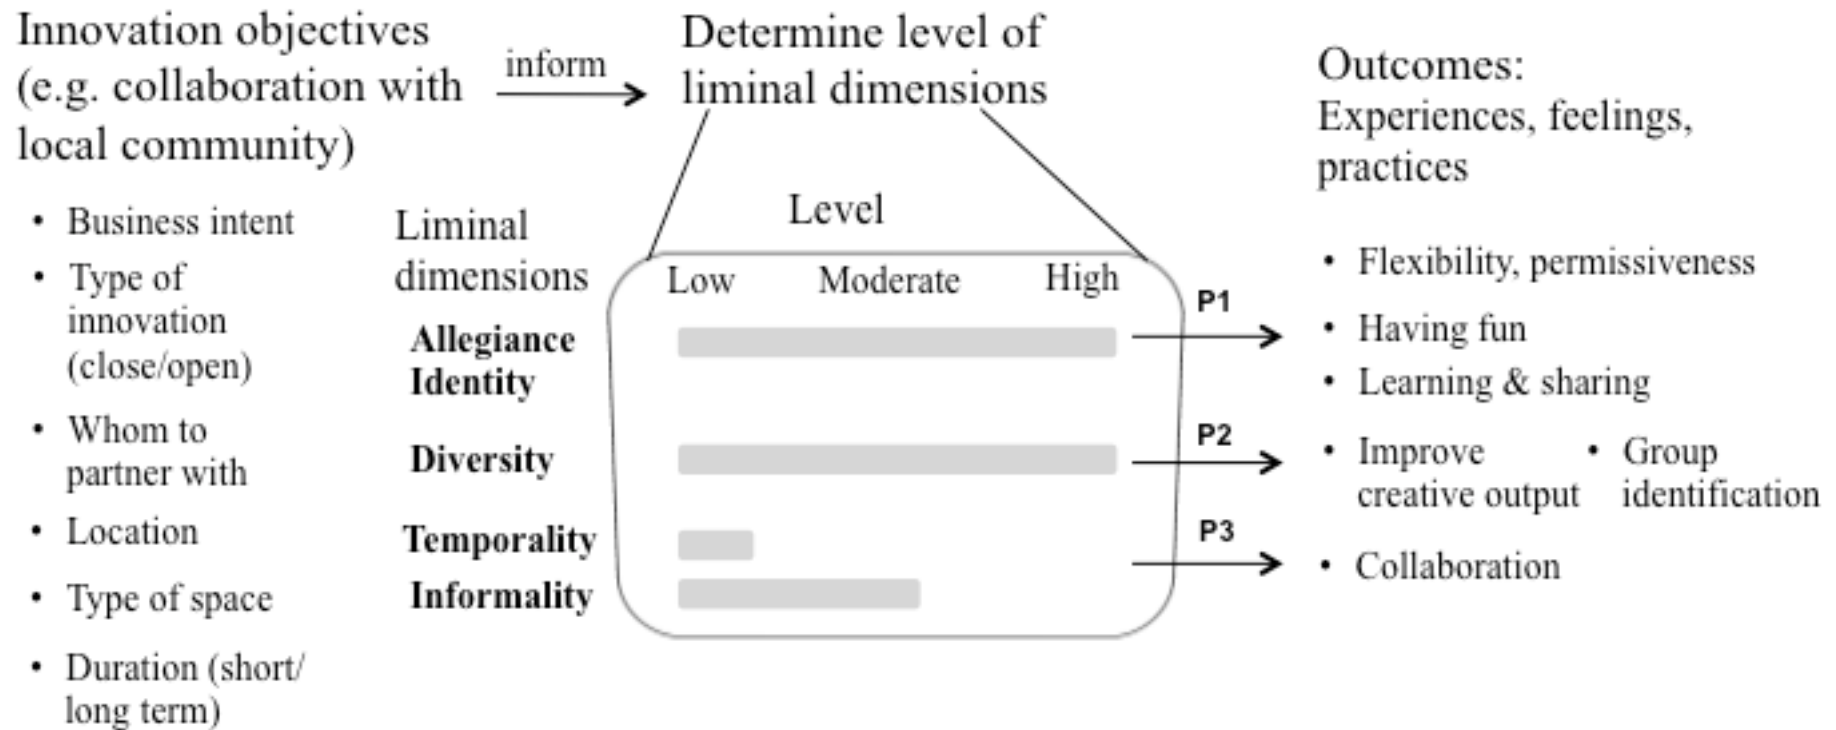 Innovation objectives
(e.g. collaboration with
local community)
inform
Determine level of
liminal dimensions
Outcomes:
Experiences, feelings,
practices
• Business intent
• Type of
innovation
(close/open)
• Whom to
partner with
• Location
• Type of space
• Duration (short/
long term)
Liminal
dimensions
Level
Low Moderate High
Allegiance
Identity
Diversity
Temporality
Informality
P1
P2
P3
• Flexibility, permissiveness
• Having fun
• Learning & sharing
• Improve
creative output
• Group
identification
• Collaboration